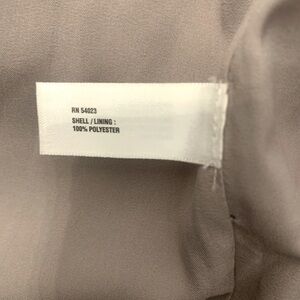 RN 54023
SHELL / LINING :
100% POLYESTER